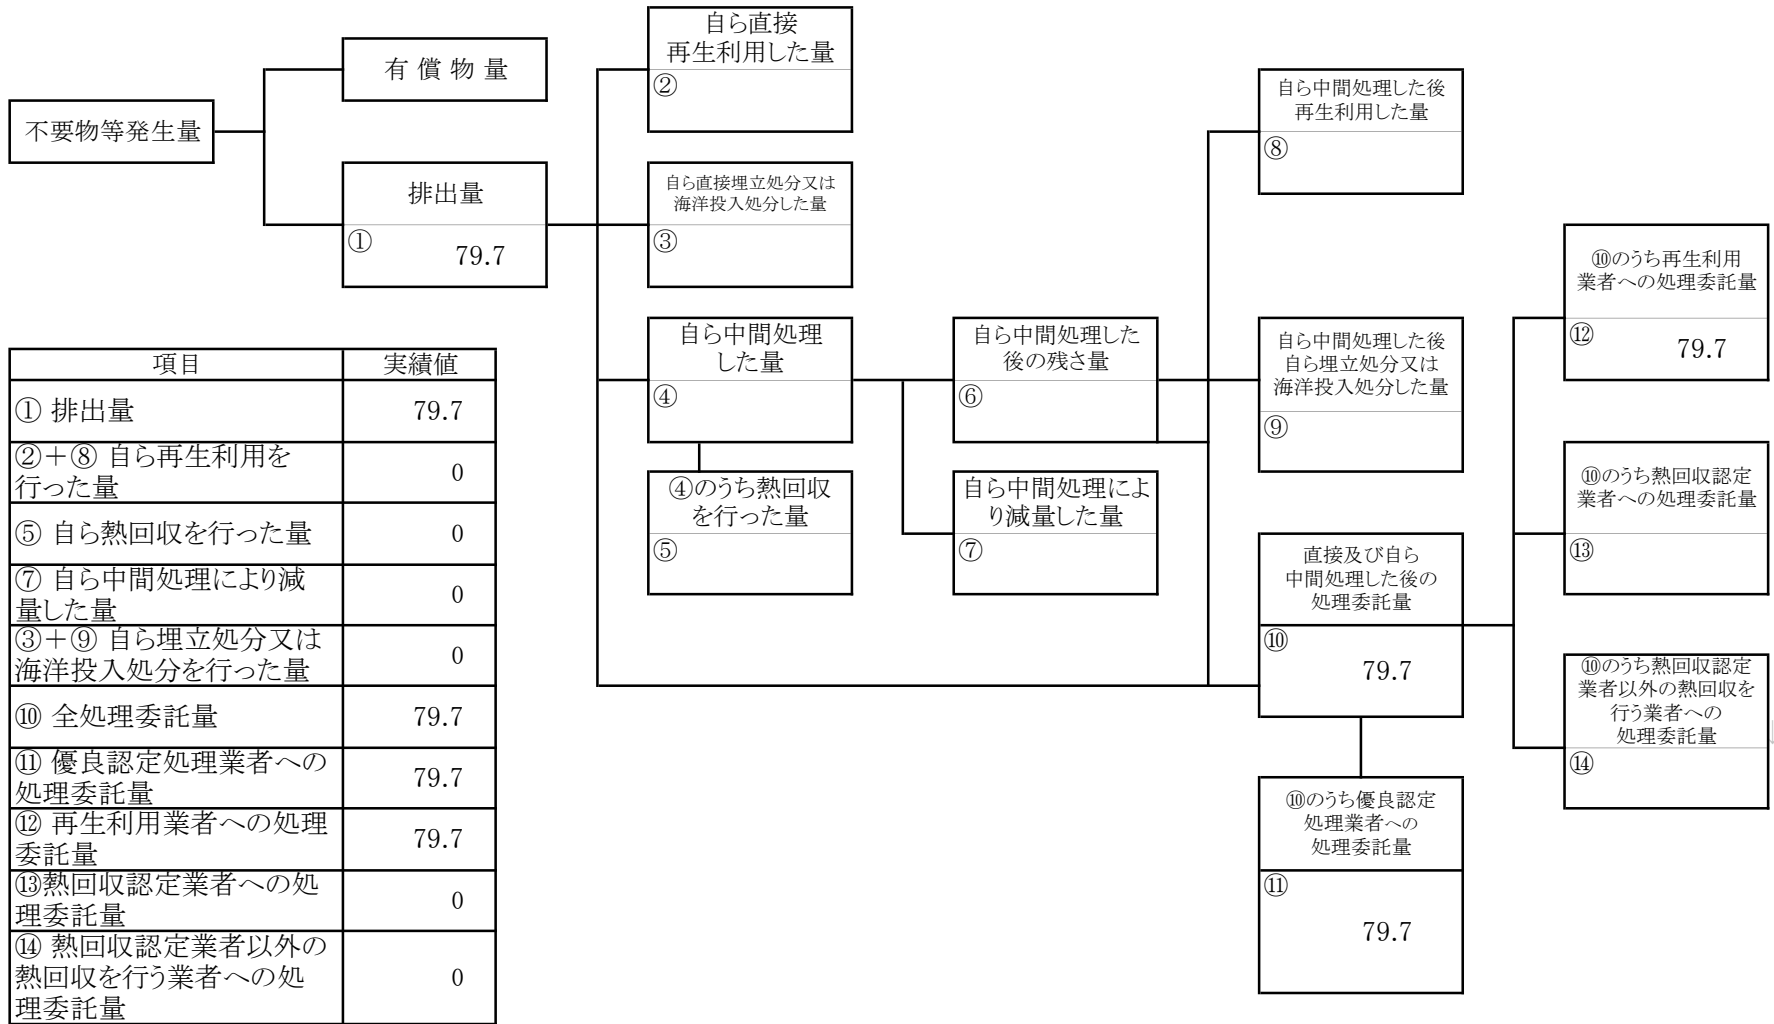 自ら直接
再生利用した量
②
有 償 物 量
不要物等発生量
排出量
①
79.7
自ら直接埋立処分又は
海洋投入処分した量
③
自ら中間処理した後
再生利用した量
⑧
⑩のうち再生利用
業者への処理委託量
⑫
79.7
自ら中間処理
した量
④
自ら中間処理した
後の残さ量
⑥
自ら中間処理した後
自ら埋立処分又は
海洋投入処分した量
⑨
④のうち熱回収
を行った量
⑤
自ら中間処理によ
り減量した量
⑦
⑩のうち熱回収認定
業者への処理委託量
⑬
直接及び自ら
中間処理した後の
処理委託量
⑩
79.7
⑩のうち熱回収認定
業者以外の熱回収を
行う業者への
処理委託量
⑭
⑩のうち優良認定
処理業者への
処理委託量
⑪
79.7
項目 実績値
① 排出量 79.7
②＋⑧ 自ら再生利用を
行った量 0
⑤ 自ら熱回収を行った量 0
⑦ 自ら中間処理により減
量した量 0
③＋⑨ 自ら埋立処分又は
海洋投入処分を行った量 0
⑩ 全処理委託量 79.7
⑪ 優良認定処理業者への
処理委託量 79.7
⑫ 再生利用業者への処理
委託量 79.7
⑬熱回収認定業者への処
理委託量 0
⑭ 熱回収認定業者以外の
熱回収を行う業者への処
理委託量 0